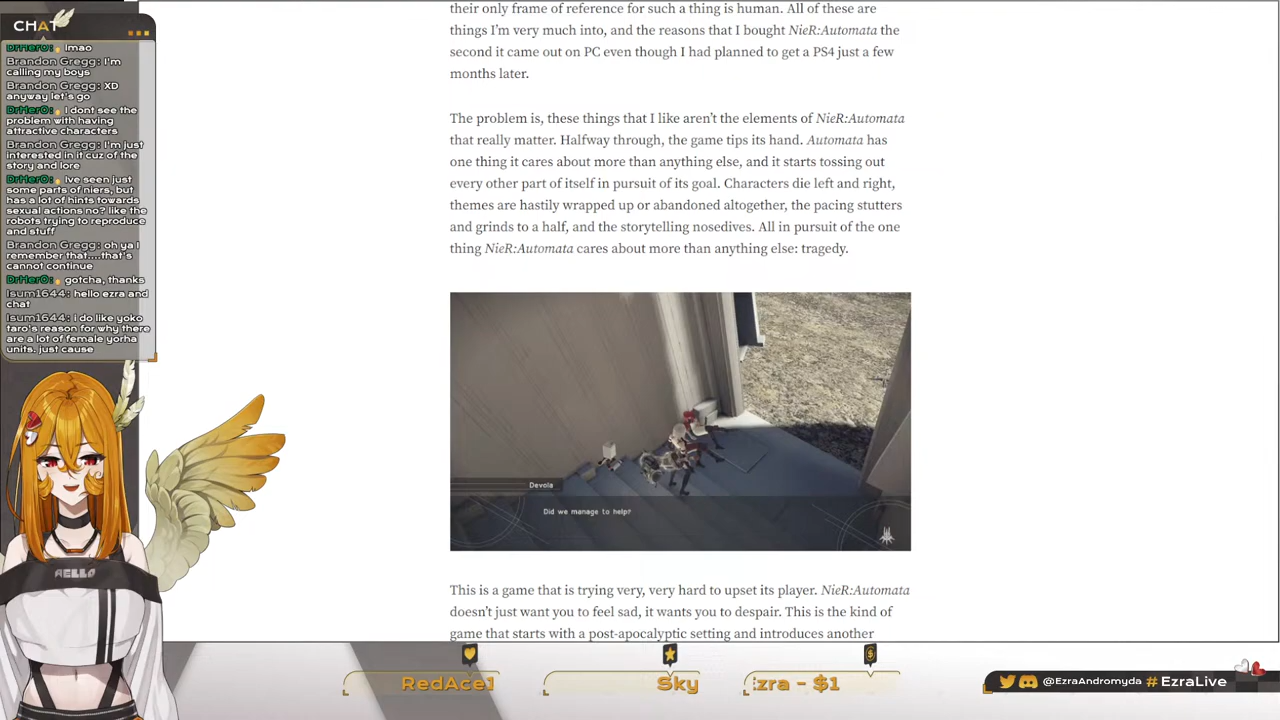 CHAT
DrHer0: lmao
Brandon Gregg: I'm
calling my boys
Brandon Gregg: XD
anyway let's go
DrHer0: I dont see the
problem with having
attractive characters
Brandon Gregg: I'm just
interested in it cuz of the
story and lore
DrHer0: Ive seen just
some parts of niers, but
has a lot of hints towards
sexual actions no? like the
robots trying to reproduce
and stuff
Brandon Gregg: oh ya I
remember that....that's
cannot continue
DrHer0: gotcha, thanks
Isum1644: hello ezra and
chat
Isum1644: i do like yoko
taro's reason for why there
are a lot of female yorha
units, just cause
their only frame of reference for such a thing is human. All of these are
things I'm very much into, and the reasons that I bought NieR:Automata the
second it came out on PC even though I had planned to get a PS4 just a few
months later.
The problem is, these things that I like aren't the elements of NieR:Automata
that really matter. Halfway through, the game tips its hand. Automata has
one thing it cares about more than anything else, and it starts tossing out
every other part of itself in pursuit of its goal. Characters die left and right,
themes are hastily wrapped up or abandoned altogether, the pacing stutters
and grinds to a half, and the storytelling nosedives. All in pursuit of the one
thing NieR:Automata cares about more than anything else: tragedy.
Devola
Did we manage to help?
This is a game that is trying very, very hard to upset its player. NieR:Automata
doesn't just want you to feel sad, it wants you to despair. This is the kind of
game that starts with a post-apocalyptic setting and introduces another
HELLO
RedAce1
Sky
Ezra - $1
@EzraAndromyda # EzraLive